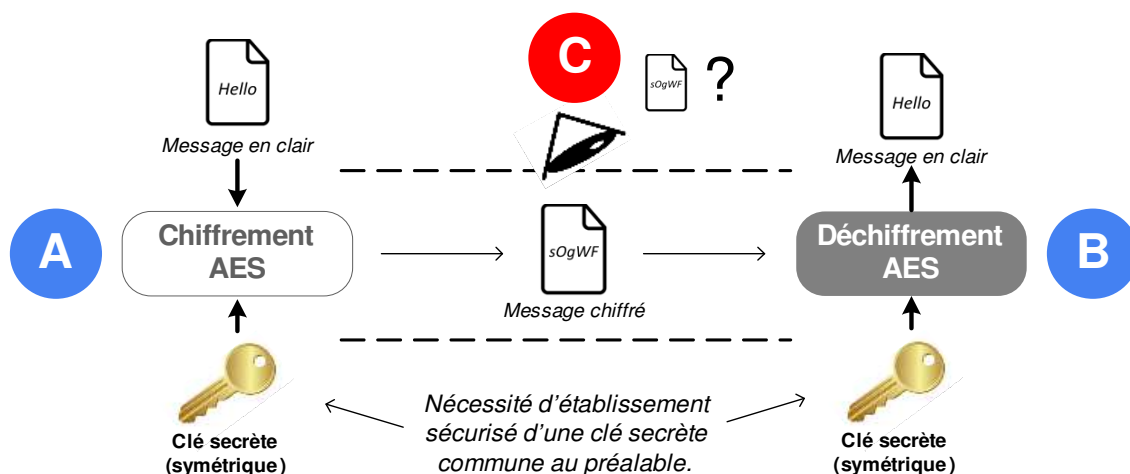 C
Hello
sOgWF
?
Hello
Message en clair
Message en clair
A
Chiffrement
AES
sOgWF
Déchiffrement
AES
B
Message chiffré
Clé secrète
(symétrique)
Nécessité d'établissement
sécurisé d'une clé secrète
commune au préalable.
Clé secrète
(symétrique)